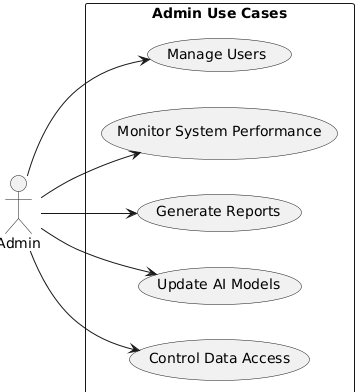 Admin Use Cases
Manage Users
Monitor System Performance
Generate Reports
Admin
Update AI Models
Control Data Access